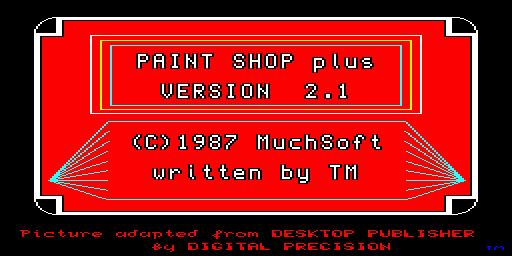 PAINT SHOP plus
VERSION 2.1
(C)1987 MuchSoft
written by TM
Picture adapted from DESKTOP PUBLISHER
By DIGITAL PRECISION
TM